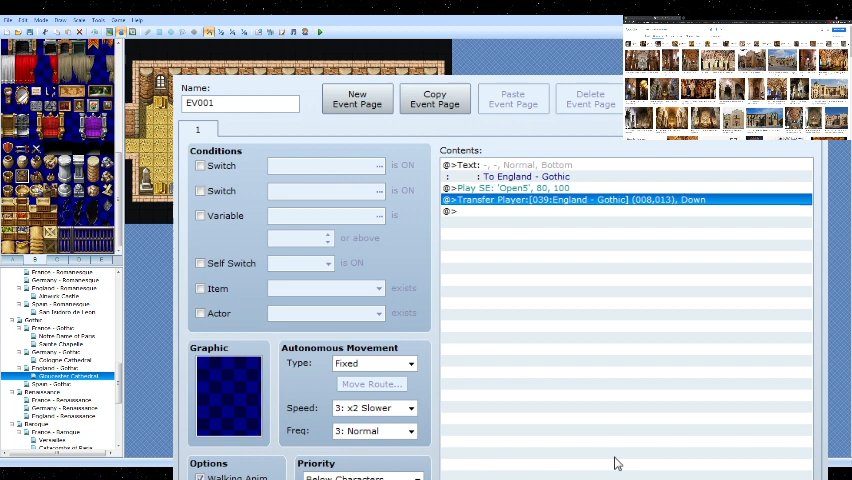 File Edit Mode Draw Scale Tools Game Help
Name:
EV001
New
Event Page
Copy
Event Page
Paste
Event Page
Delete
Event Page
1
Conditions
Switch ... is ON
Switch ... is ON
Variable ... is
or above
Self Switch is ON
Item exists
Actor exists
Graphic
Autonomous Movement
Type: Fixed
Move Route...
Speed: 3: x2 Slower
Freq: 3: Normal
Options
Walking Anim
Priority
Below Characters
Contents:
@>Text: -, -, Normal, Bottom
: : To England - Gothic
@>Play SE: 'Open5', 80, 100
@>Transfer Player:[039:England - Gothic] (008,013), Down
@>
A B C D E
France - Romanesque
Germany - Romanesque
England - Romanesque
Alnwick Castle
Spain - Romanesque
San Isidoro de Leon
Gothic
France - Gothic
Notre Dame of Paris
Sainte Chapelle
Germany - Gothic
Cologne Cathedral
England - Gothic
Gloucester Cathedral
Spain - Gothic
Renaissance
France - Renaissance
Germany - Renaissance
England - Renaissance
Baroque
France - Baroque
Versailles
Catacombs of Paris